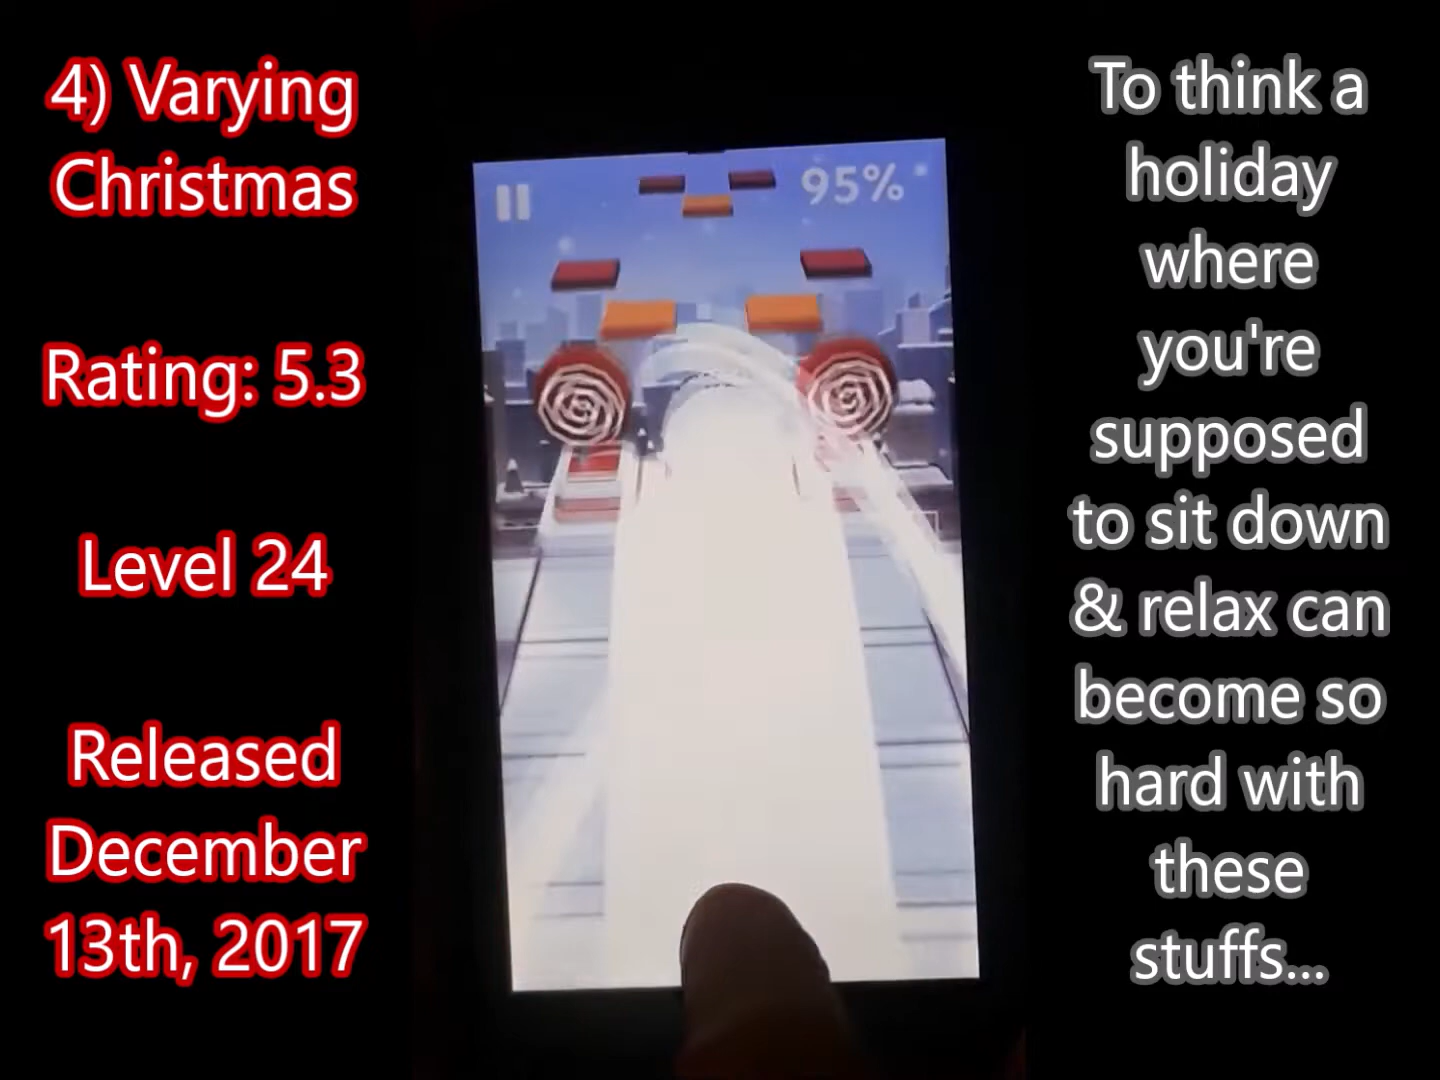 4) Varying
Christmas
Rating: 5.3
Level 24
Released
December
13th, 2017
95%
To think a
holiday
where
you're
supposed
to sit down
& relax can
become so
hard with
these
stuffs...